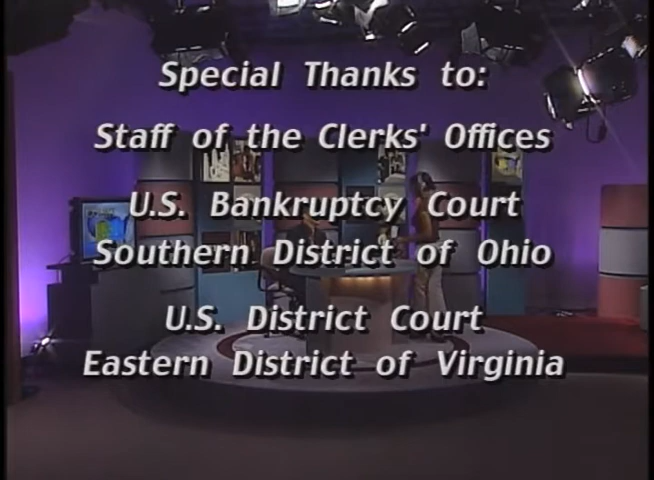 Special Thanks to:
Staff of the Clerks' Offices
U.S. Bankruptcy Court
Southern District of Ohio
U.S. District Court
Eastern District of Virginia